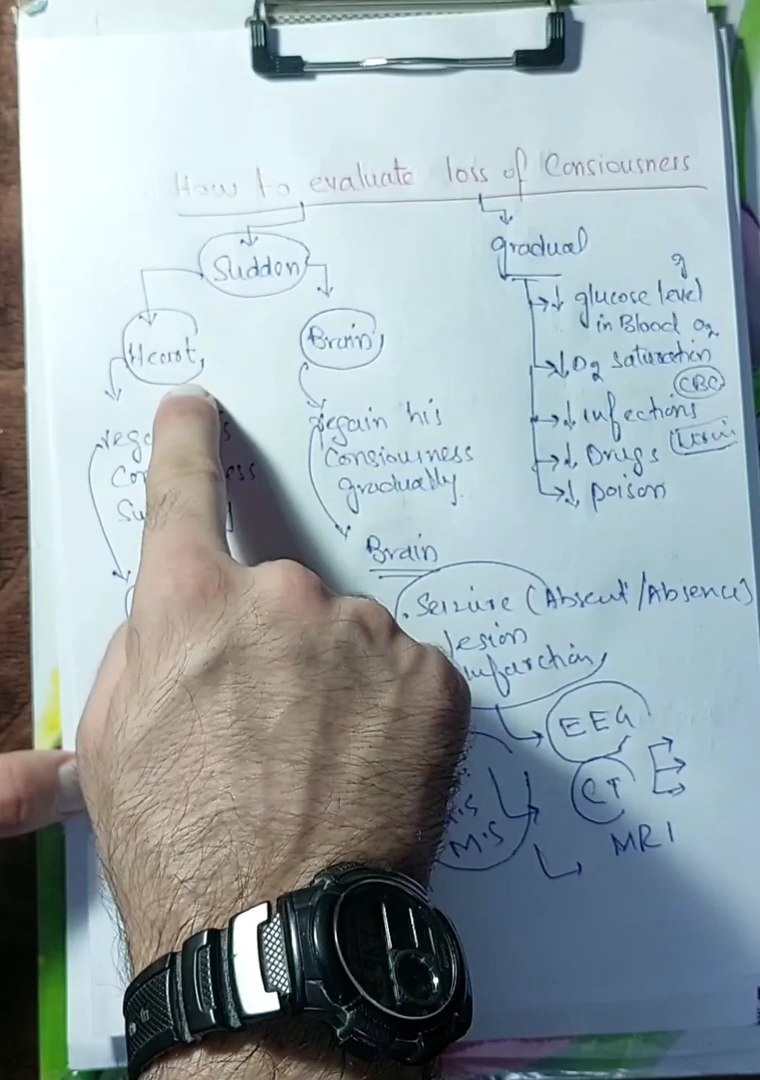 How to evaluate loss of Consiousness
Sudden
gradual
Heart
Brain
g
↓ glucose level
in Blood O2
↓ O2 saturation
CBC
↓ infections
↓ Drugs
↓ poison
regain his
Consiousness
gradually
Brain
. Seizure (Absent/Absence)
lesion
infarction
EEG
CT
M.S
MRI